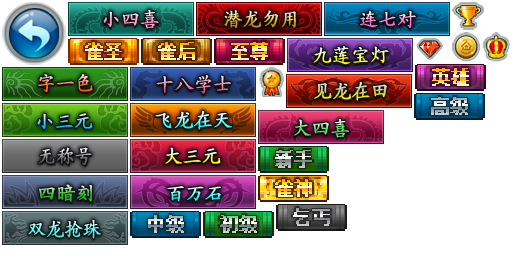 小四喜
潜龙勿用
连七对
雀圣
雀后
至尊
九莲宝灯
英雄
字一色
十八学士
见龙在田
高级
小三元
飞龙在天
大四喜
无称号
大三元
新手
四暗刻
百万石
雀神
双龙抢珠
中级
初级
乞丐